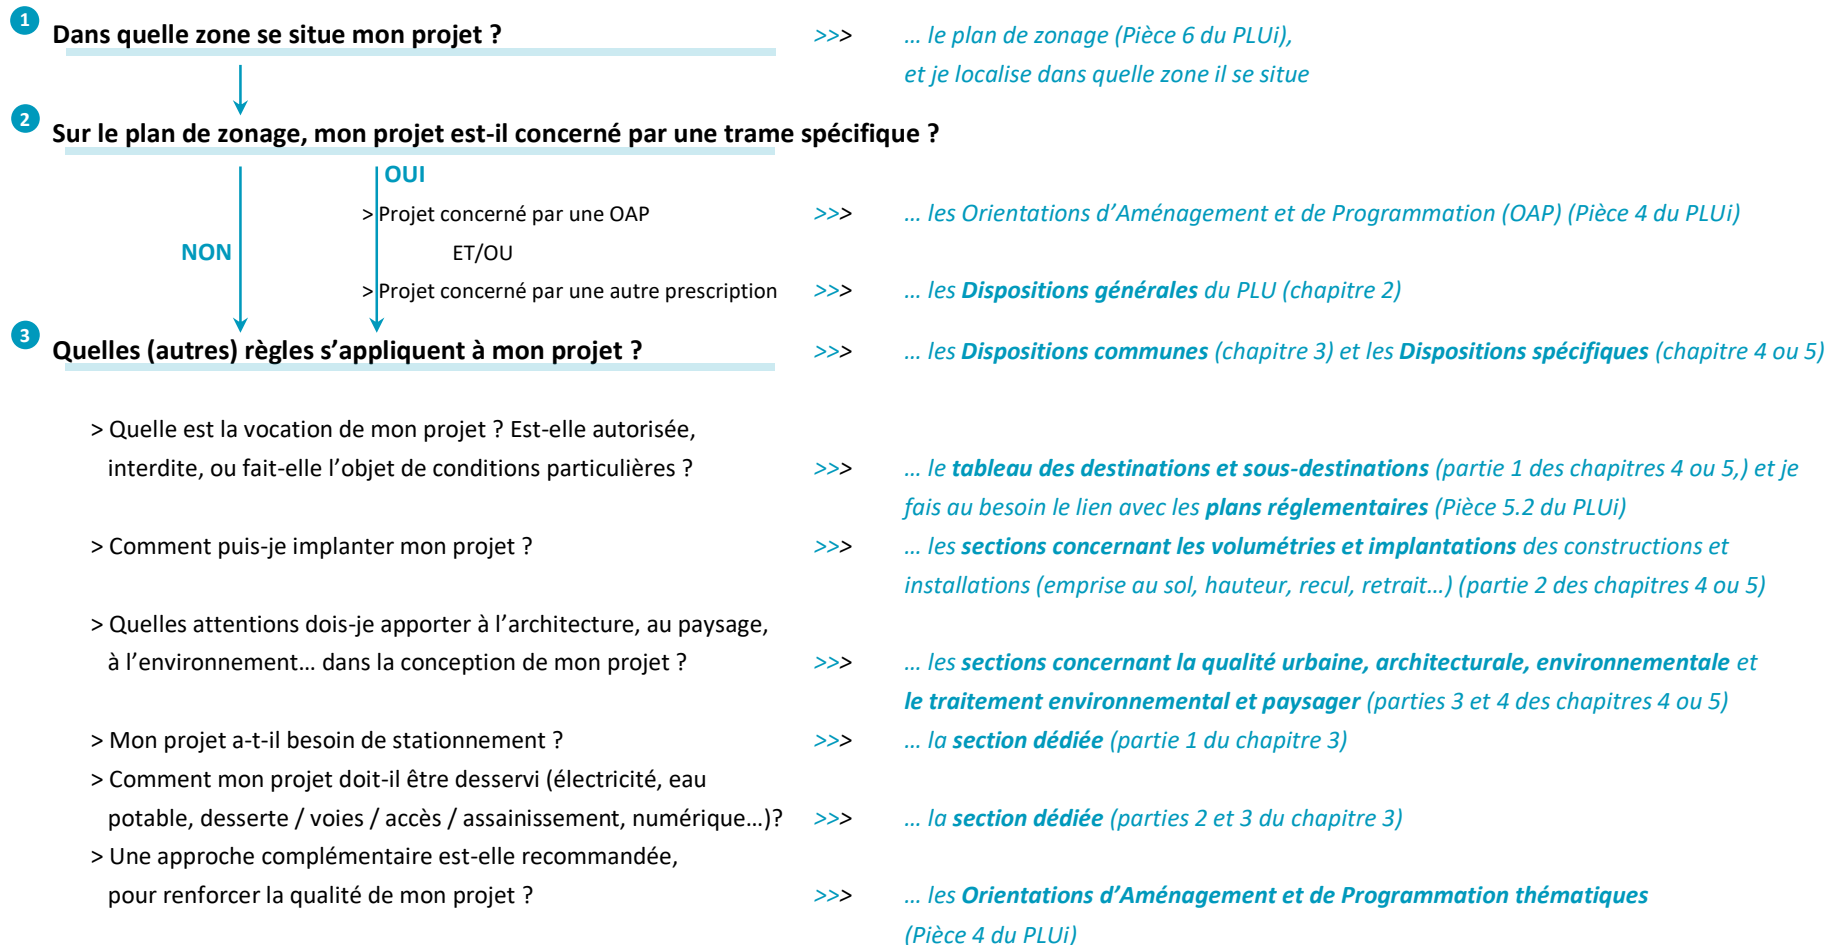 1
Dans quelle zone se situe mon projet ? >>> … le plan de zonage (Pièce 6 du PLUi),
et je localise dans quelle zone il se situe
2
Sur le plan de zonage, mon projet est-il concerné par une trame spécifique ?
OUI
> Projet concerné par une OAP >>> … les Orientations d’Aménagement et de Programmation (OAP) (Pièce 4 du PLUi)
NON ET/OU
> Projet concerné par une autre prescription >>> … les Dispositions générales du PLU (chapitre 2)
3
Quelles (autres) règles s’appliquent à mon projet ? >>> … les Dispositions communes (chapitre 3) et les Dispositions spécifiques (chapitre 4 ou 5)
> Quelle est la vocation de mon projet ? Est-elle autorisée,
interdite, ou fait-elle l’objet de conditions particulières ? >>> … le tableau des destinations et sous-destinations (partie 1 des chapitres 4 ou 5,) et je
fais au besoin le lien avec les plans réglementaires (Pièce 5.2 du PLUi)
> Comment puis-je implanter mon projet ? >>> … les sections concernant les volumétries et implantations des constructions et
installations (emprise au sol, hauteur, recul, retrait…) (partie 2 des chapitres 4 ou 5)
> Quelles attentions dois-je apporter à l’architecture, au paysage,
à l’environnement… dans la conception de mon projet ? >>> … les sections concernant la qualité urbaine, architecturale, environnementale et
le traitement environnemental et paysager (parties 3 et 4 des chapitres 4 ou 5)
> Mon projet a-t-il besoin de stationnement ? >>> … la section dédiée (partie 1 du chapitre 3)
> Comment mon projet doit-il être desservi (électricité, eau
potable, desserte / voies / accès / assainissement, numérique…)? >>> … la section dédiée (parties 2 et 3 du chapitre 3)
> Une approche complémentaire est-elle recommandée,
pour renforcer la qualité de mon projet ? >>> … les Orientations d’Aménagement et de Programmation thématiques
(Pièce 4 du PLUi)